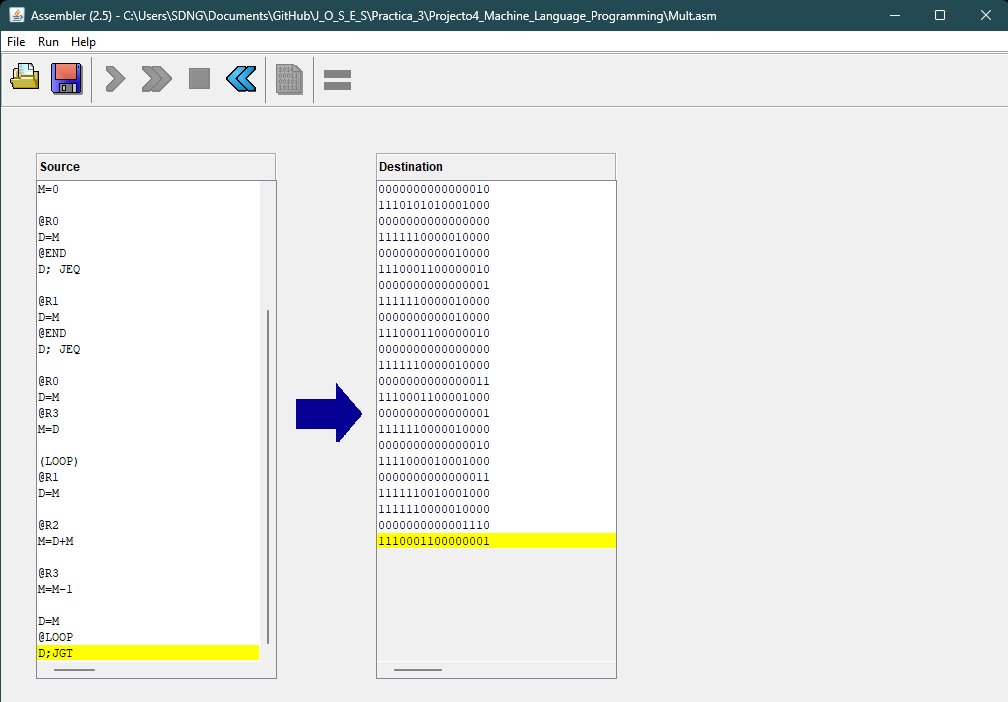 Assembler (2.5) - C:\Users\SDNG\Documents\GitHub\J_O_S_E_S\Practica_3\Projecto4_Machine_Language_Programming\Mult.asm
File Run Help
Source
M=0
@R0
D=M
@END
D; JEQ
@R1
D=M
@END
D; JEQ
@R0
D=M
@R3
M=D
(LOOP)
@R1
D=M
@R2
M=D+M
@R3
M=M-1
D=M
@LOOP
D;JGT
Destination
0000000000000010
1110101010001000
0000000000000000
1111110000010000
0000000000010000
1110001100000010
0000000000000001
1111110000010000
0000000000010000
1110001100000010
0000000000000000
1111110000010000
0000000000000011
1110001100001000
0000000000000001
1111110000010000
0000000000000010
1111000010001000
0000000000000011
1111110010001000
1111110000010000
0000000000001110
1110001100000001